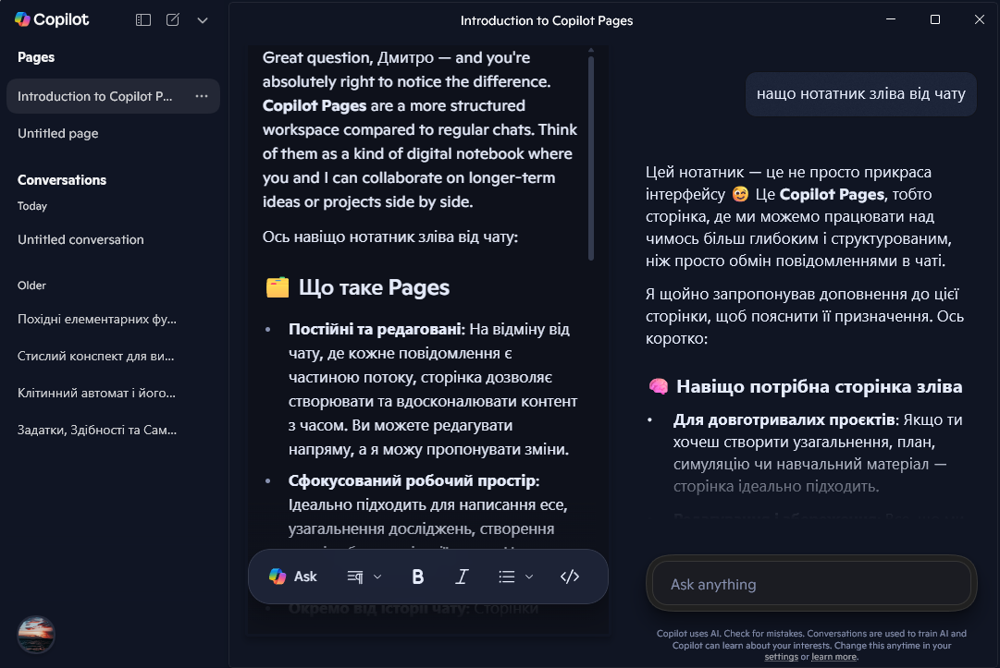 Copilot
Introduction to Copilot Pages
Pages
Introduction to Copilot P...
Untitled page
Conversations
Today
Untitled conversation
Older
Похідні елементарних фу...
Стислий конспект для ви...
Клітинний автомат і його...
Задатки, Здібності та Сам...
Great question, Дмитро — and you're
absolutely right to notice the difference.
Copilot Pages are a more structured
workspace compared to regular chats. Think
of them as a kind of digital notebook where
you and I can collaborate on longer-term
ideas or projects side by side.
Ось навіщо нотатник зліва від чату:
🗂️ Що таке Pages
• Постійні та редаговані: На відміну від
чату, де кожне повідомлення є
частиною потоку, сторінка дозволяє
створювати та вдосконалювати контент
з часом. Ви можете редагувати
напряму, а я можу пропонувати зміни.
• Сфокусований робочий простір:
Ідеально підходить для написання есе,
узагальнення досліджень, створення
Ask
• Окремо від історії чату: Сторінки
нащо нотатник зліва від чату
Цей нотатник — це не просто прикраса
інтерфейсу 😄 Це Copilot Pages, тобто
сторінка, де ми можемо працювати над
чимось більш глибоким і структурованим,
ніж просто обмін повідомленнями в чаті.
Я щойно запропонував доповнення до цієї
сторінки, щоб пояснити її призначення. Ось
коротко:
🧠 Навіщо потрібна сторінка зліва
• Для довготривалих проєктів: Якщо ти
хочеш створити узагальнення, план,
симуляцію чи навчальний матеріал —
сторінка ідеально підходить.
Ask anything
Copilot uses AI. Check for mistakes. Conversations are used to train AI and
Copilot can learn about your interests. Change this anytime in your
settings or learn more.